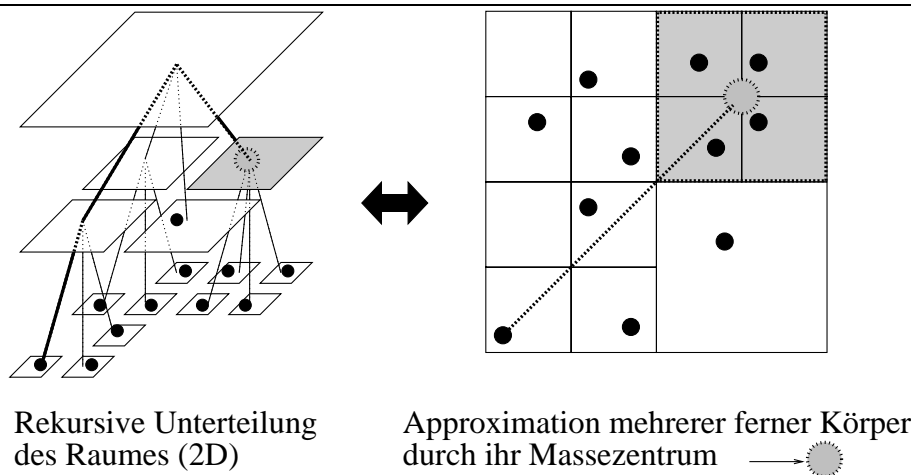 Rekursive Unterteilung
des Raumes (2D)
Approximation mehrerer ferner Körper
durch ihr Massezentrum